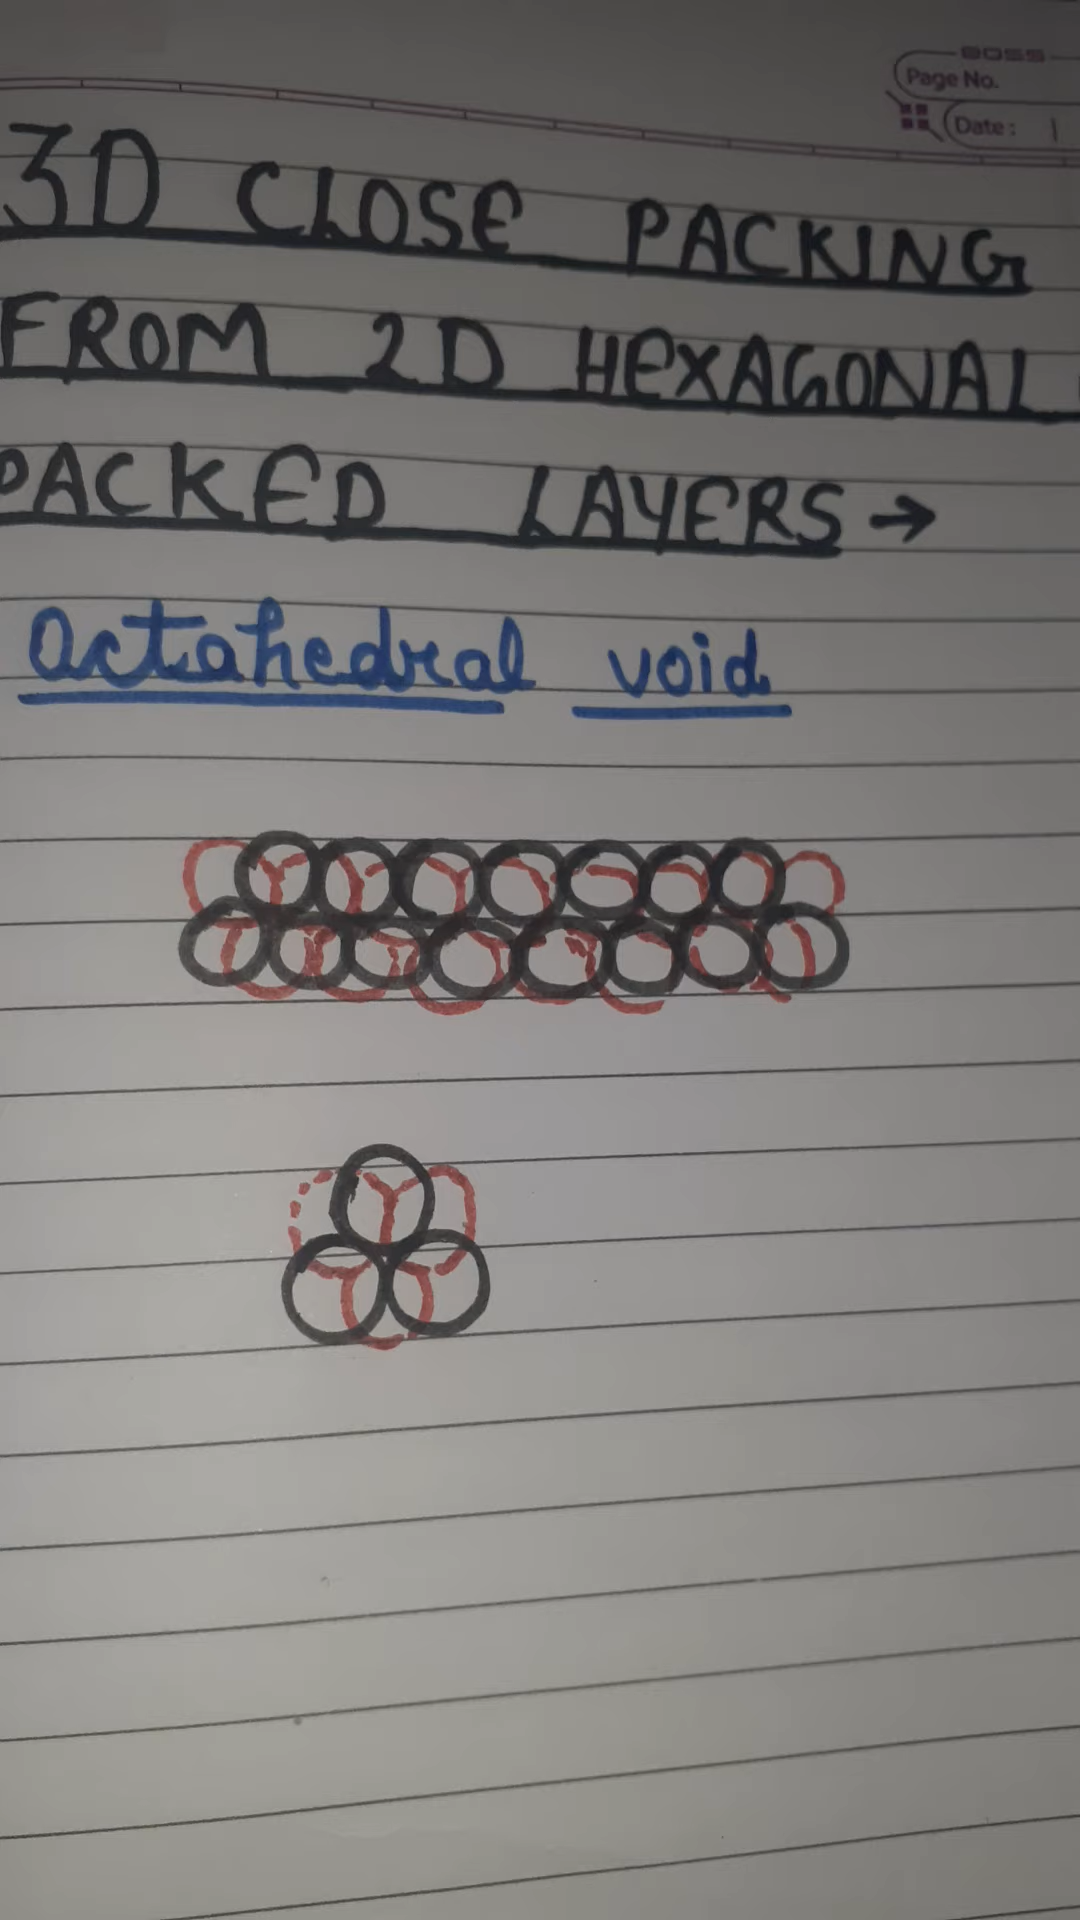 BOSS
Page No.
Date :
3D CLOSE PACKING
FROM 2D HEXAGONAL
PACKED LAYERS →
Octahedral void